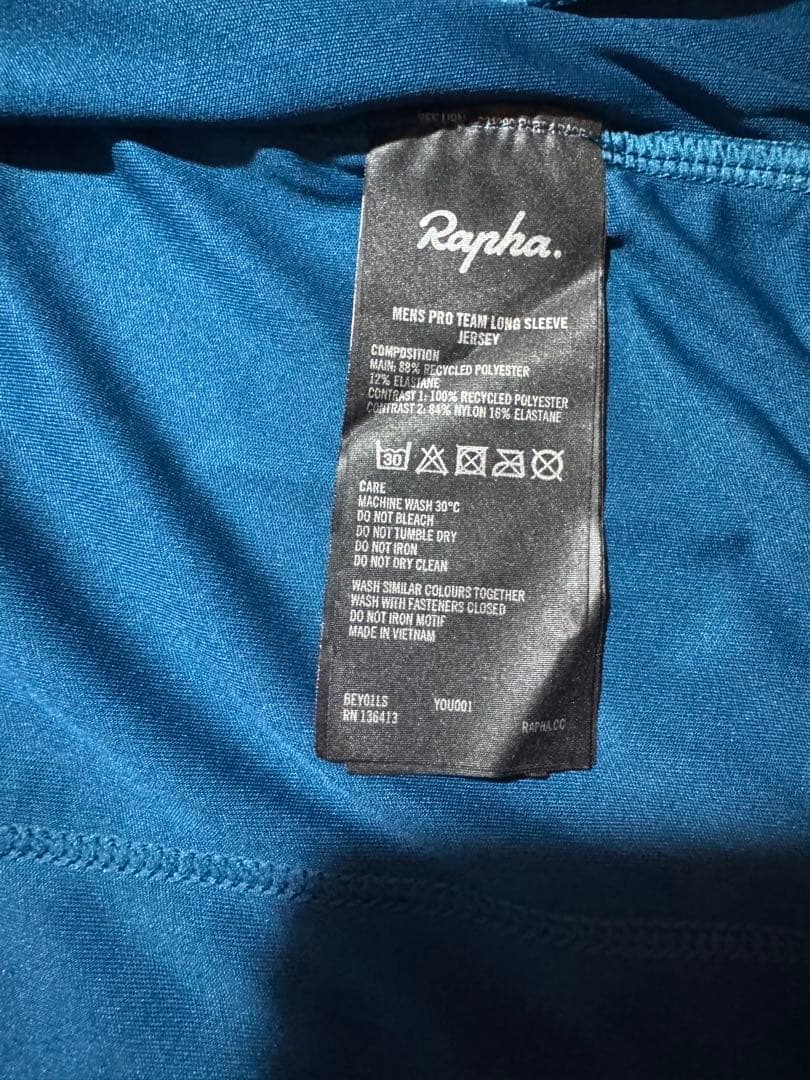 Rapha.
MENS PRO TEAM LONG SLEEVE
JERSEY
COMPOSITION
MAIN: 88% RECYCLED POLYESTER
12% ELASTANE
CONTRAST 1: 100% RECYCLED POLYESTER
CONTRAST 2: 84% NYLON 16% ELASTANE
30
CARE
MACHINE WASH 30°C
DO NOT BLEACH
DO NOT TUMBLE DRY
DO NOT IRON
DO NOT DRY CLEAN
WASH SIMILAR COLOURS TOGETHER
WASH WITH FASTENERS CLOSED
DO NOT IRON MOTIF
MADE IN VIETNAM
BEY01LS YOU001
RN 136413
RAPHA.CC